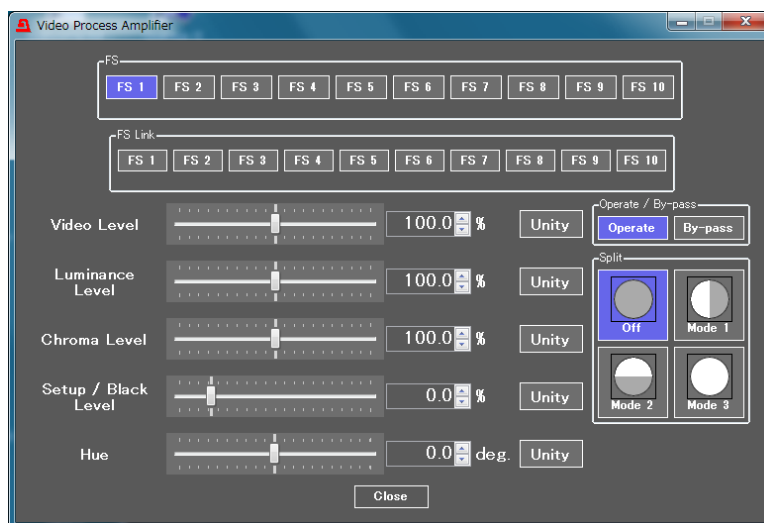 Video Process Amplifier
FS
FS 1 FS 2 FS 3 FS 4 FS 5 FS 6 FS 7 FS 8 FS 9 FS 10
FS Link
FS 1 FS 2 FS 3 FS 4 FS 5 FS 6 FS 7 FS 8 FS 9 FS 10
Video Level 100.0 % Unity
Luminance
Level
100.0 % Unity
Chroma Level 100.0 % Unity
Setup / Black
Level
0.0 % Unity
Hue 0.0 deg. Unity
Operate / By-pass
Operate By-pass
Split
Off Mode 1
Mode 2 Mode 3
Close